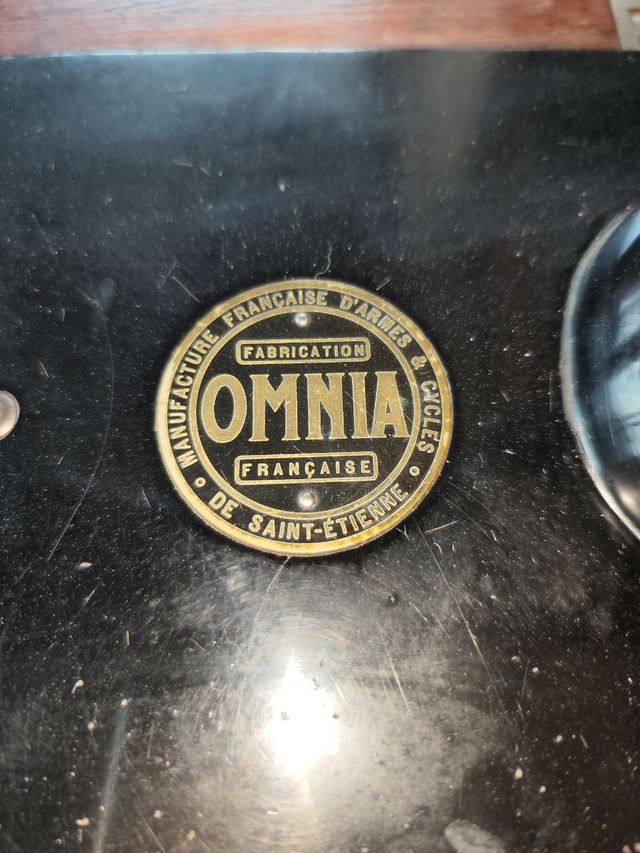 MANUFACTURE FRANÇAISE D'ARMES & CYCLES
FABRICATION
OMNIA
FRANÇAISE
DE SAINT-ÉTIENNE